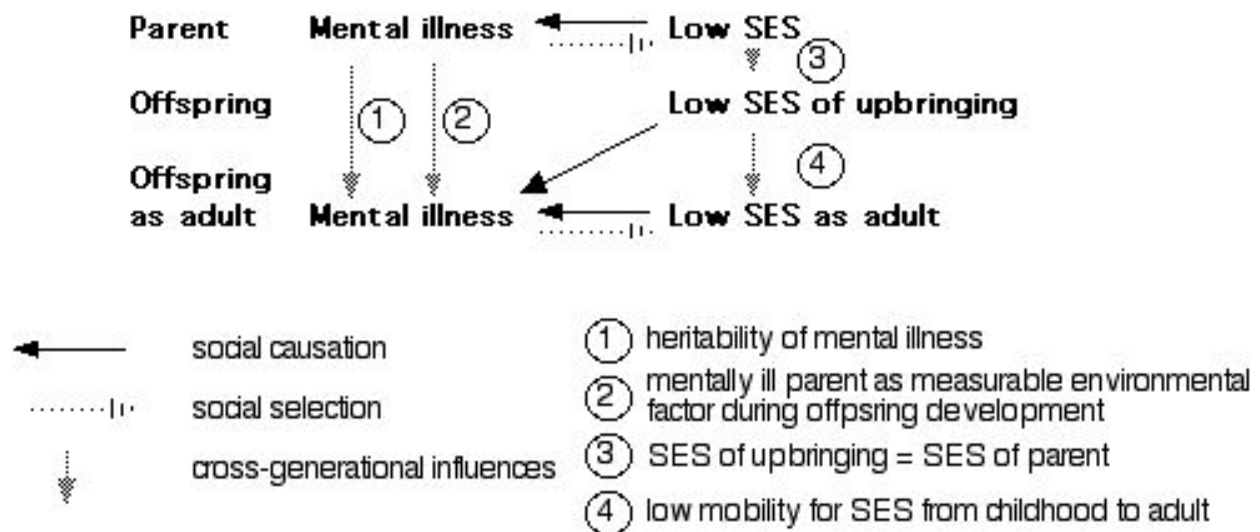 Parent Mental illness Low SES
3
Offspring 1 2 Low SES of upbringing
4
Offspring
as adult Mental illness Low SES as adult
social causation
social selection
cross-generational influences
1 heritability of mental illness
2 mentally ill parent as measurable environmental
factor during offpsring development
3 SES of upbringing = SES of parent
4 low mobility for SES from childhood to adult